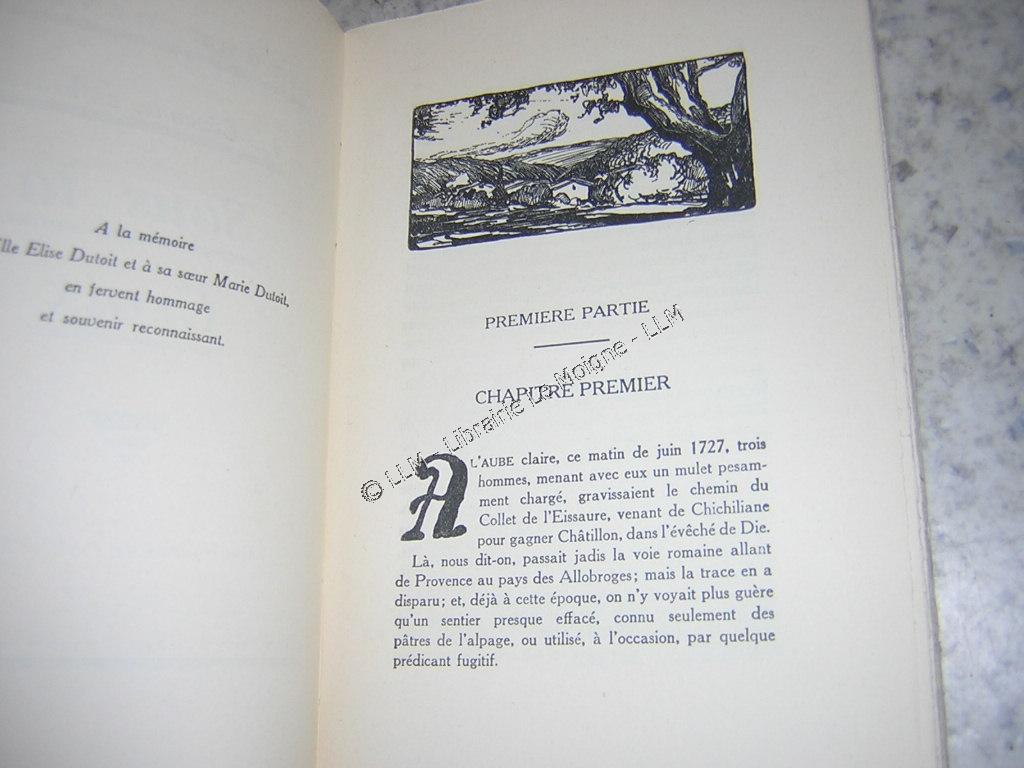 A la mémoire
Elise Dutoit et à sa sœur Marie Dutoit,
en fervent hommage
et souvenir reconnaissant.
PREMIERE PARTIE
CHAPITRE PREMIER
A L'AUBE claire, ce matin de juin 1727, trois
hommes, menant avec eux un mulet pesam-
ment chargé, gravissaient le chemin du
Collet de l'Eissaure, venant de Chichiliane
pour gagner Châtillon, dans l'évêché de Die.
Là, nous dit-on, passait jadis la voie romaine allant
de Provence au pays des Allobroges; mais la trace en a
disparu; et, déjà à cette époque, on n'y voyait plus guère
qu'un sentier presque effacé, connu seulement des
pâtres de l'alpage, ou utilisé, à l'occasion, par quelque
prédicant fugitif.
© LLM - Librairie Le Moigne - LLM